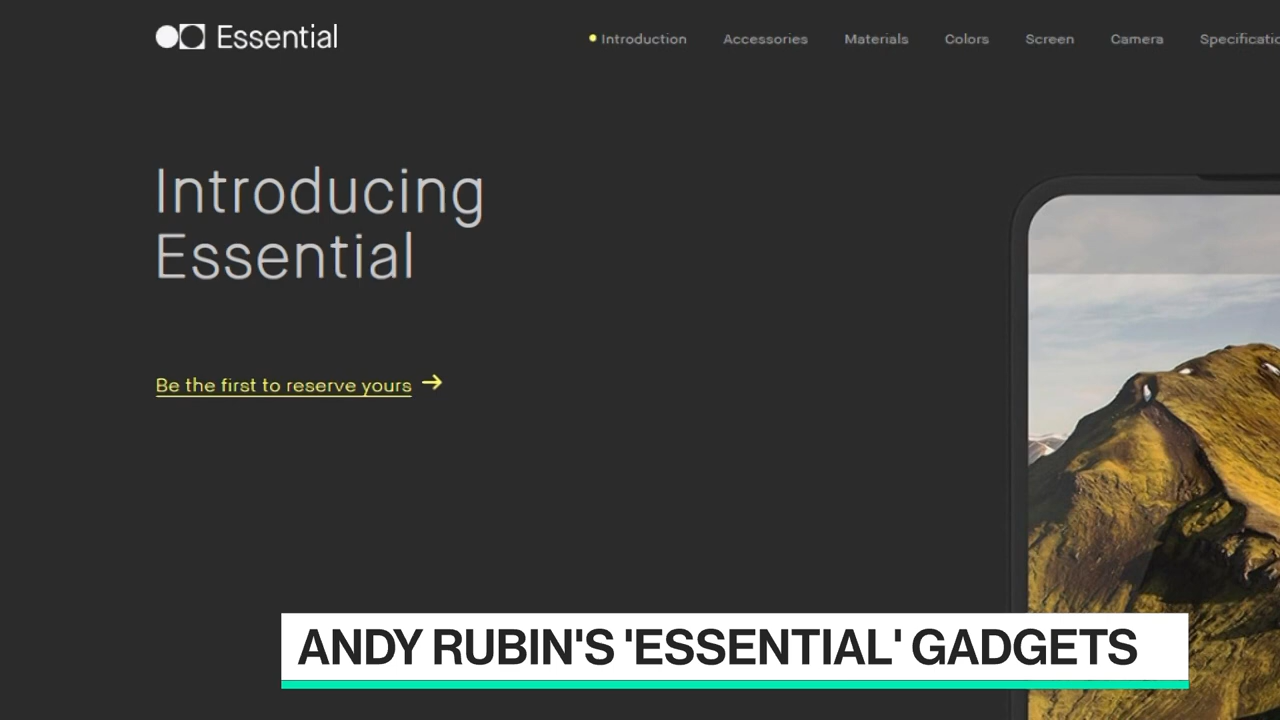 Essential
Introduction Accessories Materials Colors Screen Camera Specificatio
Introducing
Essential
Be the first to reserve yours →
ANDY RUBIN'S 'ESSENTIAL' GADGETS